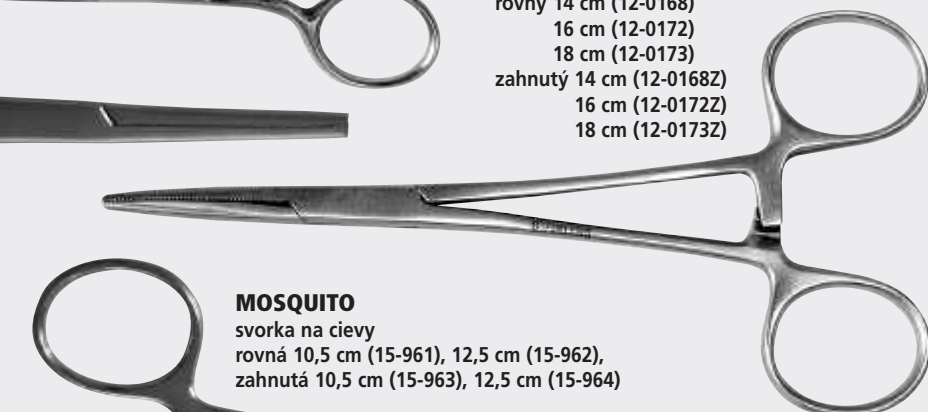 rovný 14 cm (12-0168)
16 cm (12-0172)
18 cm (12-0173)
zahnutý 14 cm (12-0168Z)
16 cm (12-0172Z)
18 cm (12-0173Z)
MOSQUITO
svorka na cievy
rovná 10,5 cm (15-961), 12,5 cm (15-962),
zahnutá 10,5 cm (15-963), 12,5 cm (15-964)